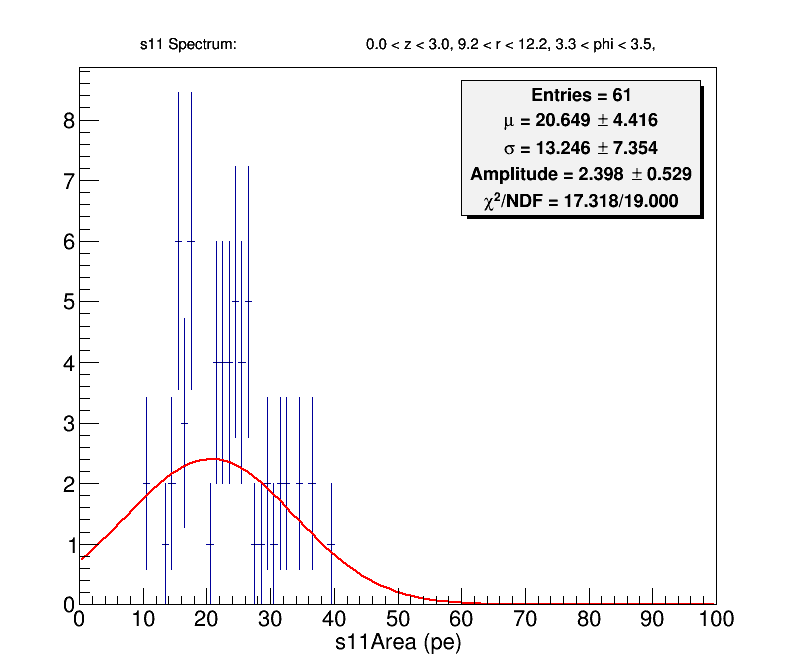 s11 Spectrum: 0.0 < z < 3.0, 9.2 < r < 12.2, 3.3 < phi < 3.5,
Entries = 61
μ = 20.649 ± 4.416
σ = 13.246 ± 7.354
Amplitude = 2.398 ± 0.529
χ²/NDF = 17.318/19.000
8
7
6
5
4
3
2
1
0
0 10 20 30 40 50 60 70 80 90 100
s11Area (pe)